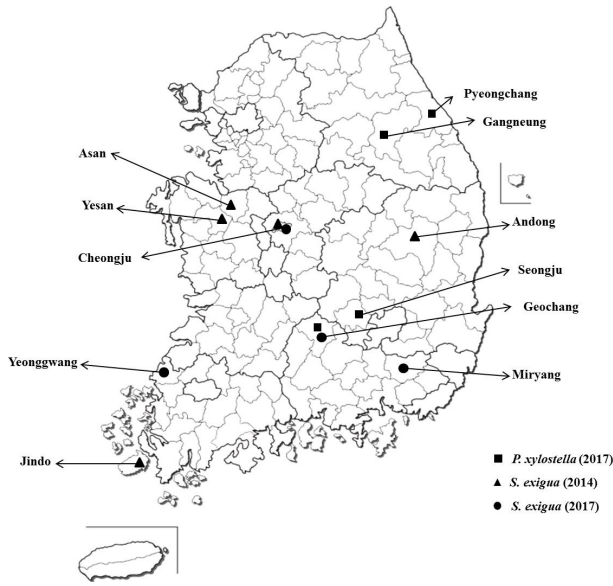 Pyeongchang
Gangneung
Asan
Yesan
Andong
Cheongju
Seongju
Geochang
Yeonggwang
Miryang
Jindo
P. xylostella (2017)
S. exigua (2014)
S. exigua (2017)